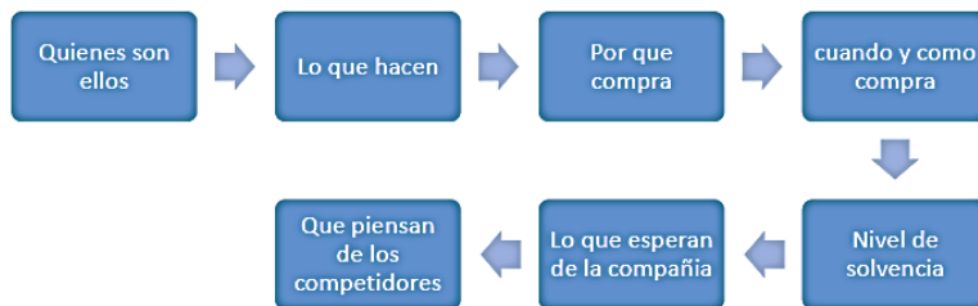 Quienes son
ellos
Lo que hacen
Por que
compra
cuando y como
compra
Nivel de
solvencia
Lo que esperan
de la compañia
Que piensan
de los
competidores